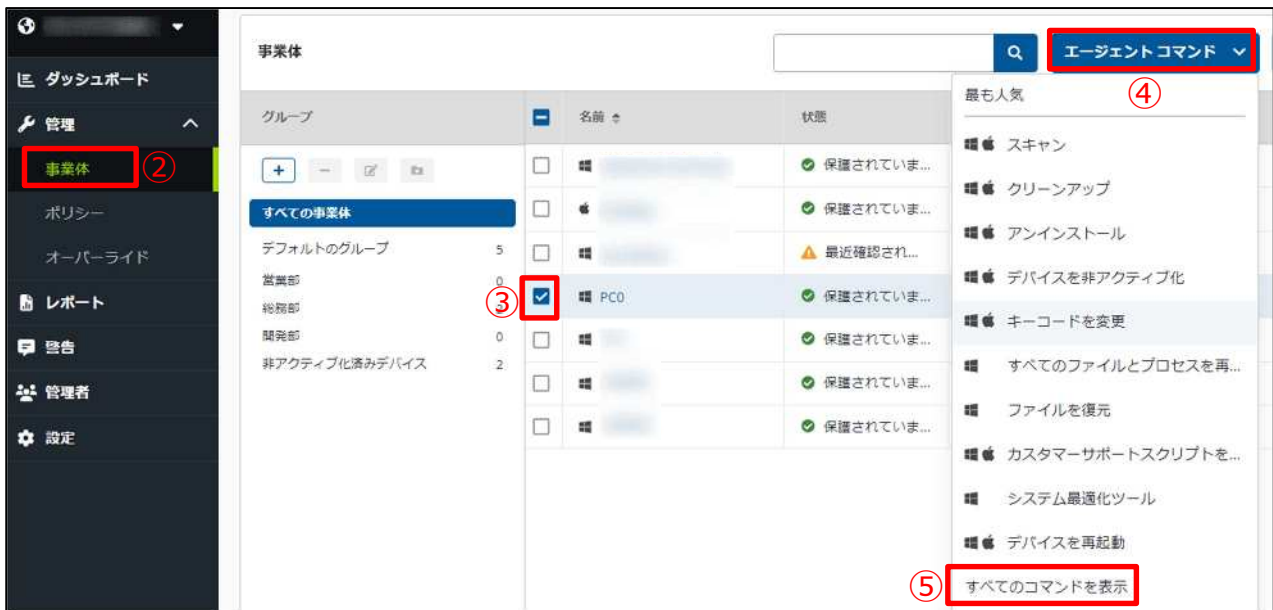 ダッシュボード
管理
事業体
②
ポリシー
オーバーライド
レポート
警告
管理者
設定
事業体
エージェントコマンド
④
グループ
名前
状態
すべての事業体
デフォルトのグループ 5
営業部 0
総務部
開発部 0
非アクティブ化済みデバイス 2
保護されていま...
保護されていま...
最近確認され...
③
PC0 保護されていま...
保護されていま...
保護されていま...
保護されていま...
最も人気
スキャン
クリーンアップ
アンインストール
デバイスを非アクティブ化
キーコードを変更
すべてのファイルとプロセスを再...
ファイルを復元
カスタマーサポートスクリプトを...
システム最適化ツール
デバイスを再起動
⑤
すべてのコマンドを表示